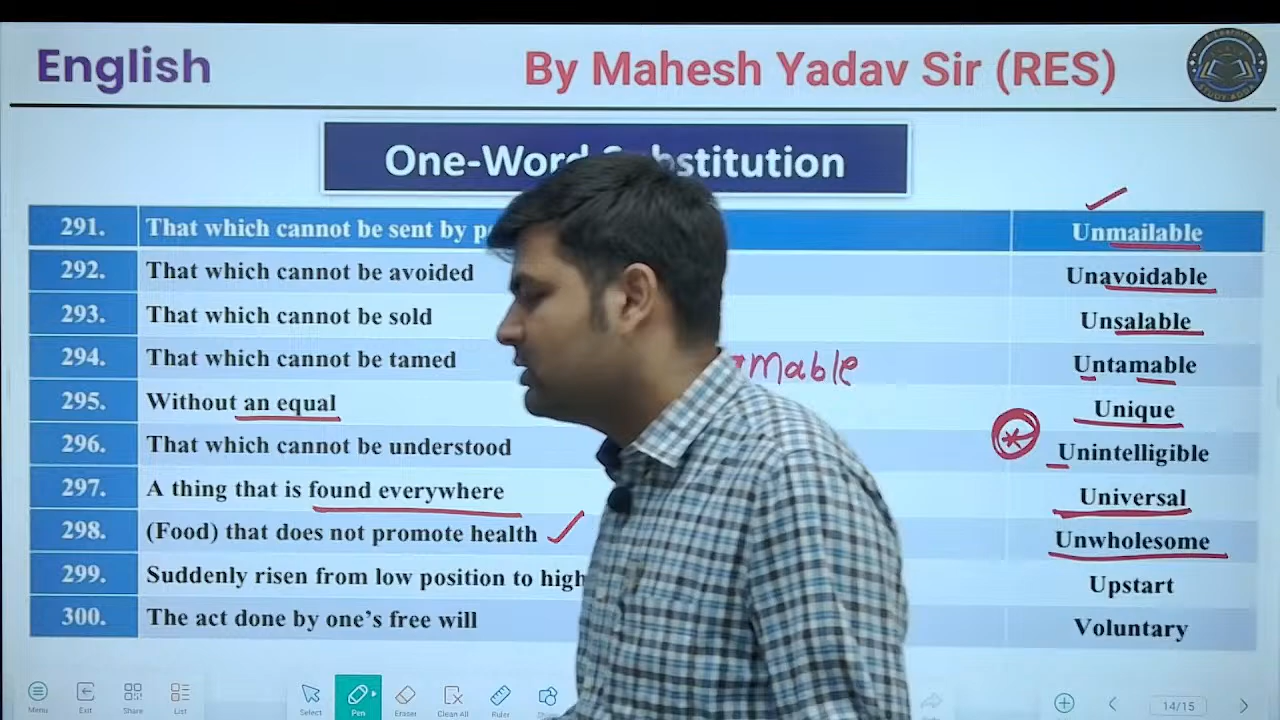 English By Mahesh Yadav Sir (RES)
One-Word Substitution
291. That which cannot be sent by Unmailable
292. That which cannot be avoided Unavoidable
293. That which cannot be sold Unsalable
294. That which cannot be tamed mable Untamable
295. Without an equal Unique
296. That which cannot be understood Unintelligible
297. A thing that is found everywhere Universal
298. (Food) that does not promote health Unwholesome
299. Suddenly risen from low position to high Upstart
300. The act done by one's free will Voluntary
Menu Exit Share List Select Pen Eraser Clean All Ruler 14/15